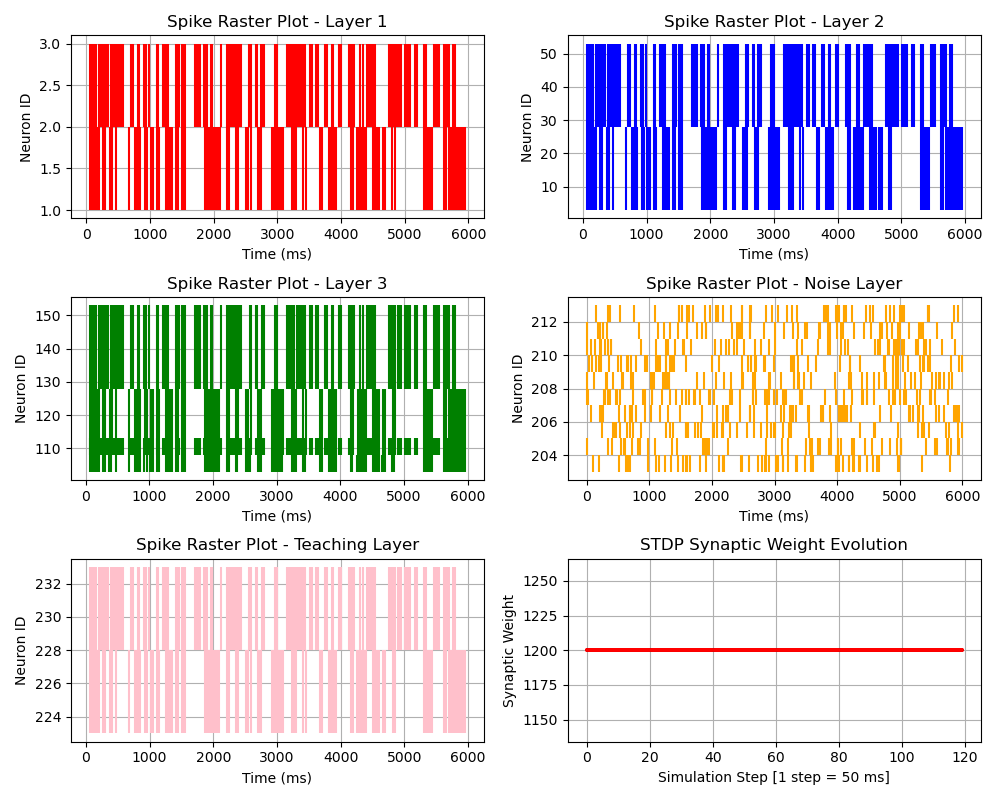 Spike Raster Plot - Layer 1
3.0
2.5
2.0
1.5
1.0
Neuron ID
0 1000 2000 3000 4000 5000 6000
Time (ms)
Spike Raster Plot - Layer 2
50
40
30
20
10
Neuron ID
0 1000 2000 3000 4000 5000 6000
Time (ms)
Spike Raster Plot - Layer 3
150
140
130
120
110
Neuron ID
0 1000 2000 3000 4000 5000 6000
Time (ms)
Spike Raster Plot - Noise Layer
212
210
208
206
204
Neuron ID
0 1000 2000 3000 4000 5000 6000
Time (ms)
Spike Raster Plot - Teaching Layer
232
230
228
226
224
Neuron ID
0 1000 2000 3000 4000 5000 6000
Time (ms)
STDP Synaptic Weight Evolution
1250
1225
1200
1175
1150
Synaptic Weight
0 20 40 60 80 100 120
Simulation Step [1 step = 50 ms]